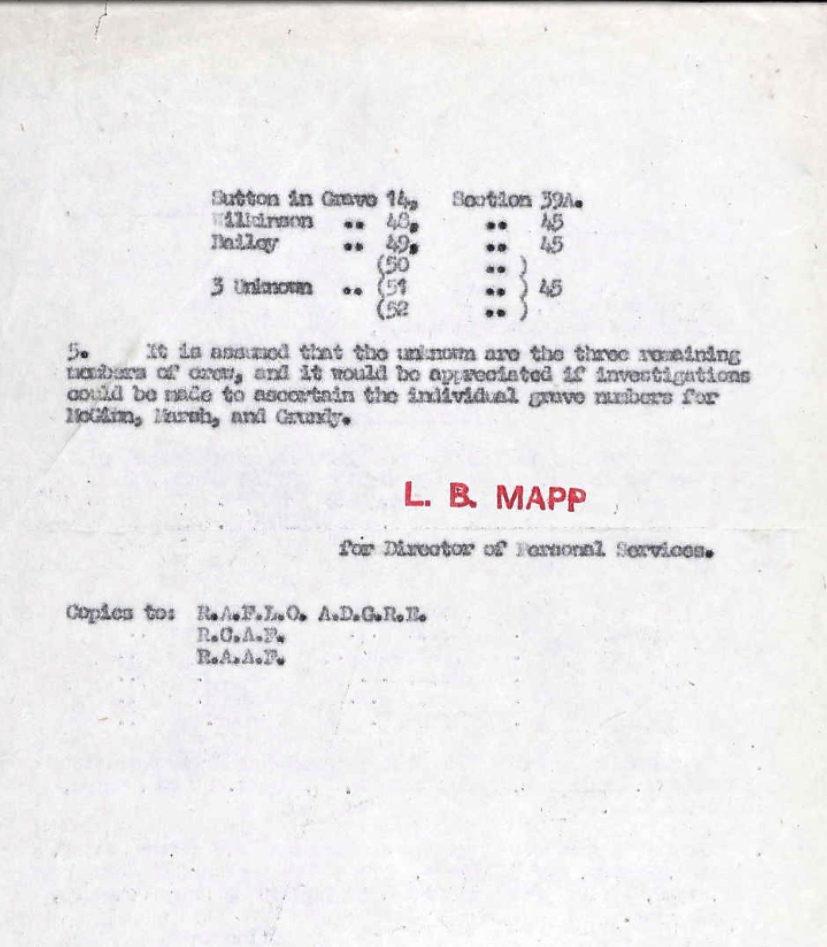 Sutton in Grave 14, Section 39A.
Wilkinson .. 48, .. 45
Bailey .. 49, .. 45
(50 .. )
3 Unknown .. (51 .. ) 45
(52 .. )
5. It is assumed that the unknown are the three remaining
members of crew, and it would be appreciated if investigations
could be made to ascertain the individual grave numbers for
McGinn, Marsh, and Grundy.
L. B. MAPP
for Director of Personal Services.
Copies to: R.A.F.L.O. A.D.G.R.E.
R.C.A.F.
R.A.A.F.